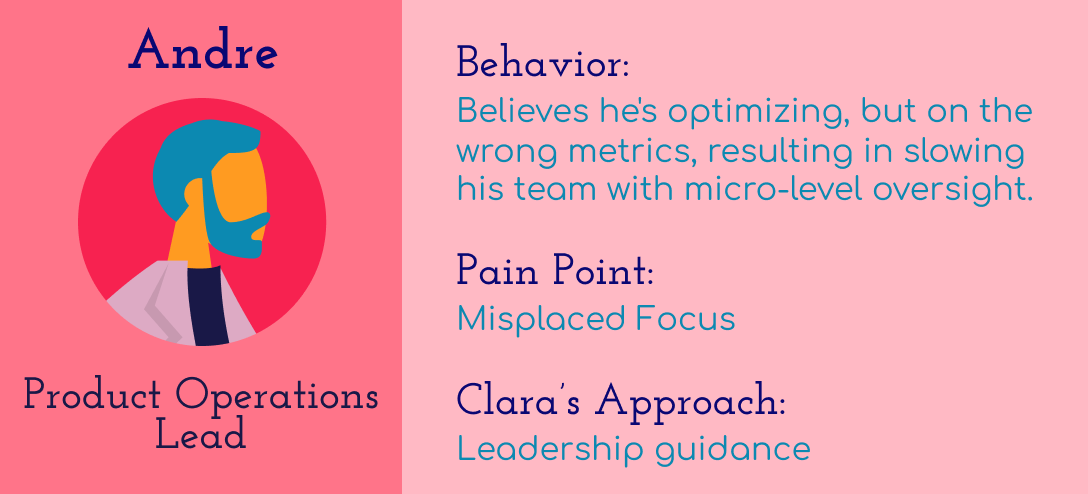 Andre
Product Operations
Lead
Behavior:
Believes he's optimizing, but on the
wrong metrics, resulting in slowing
his team with micro-level oversight.
Pain Point:
Misplaced Focus
Clara's Approach:
Leadership guidance